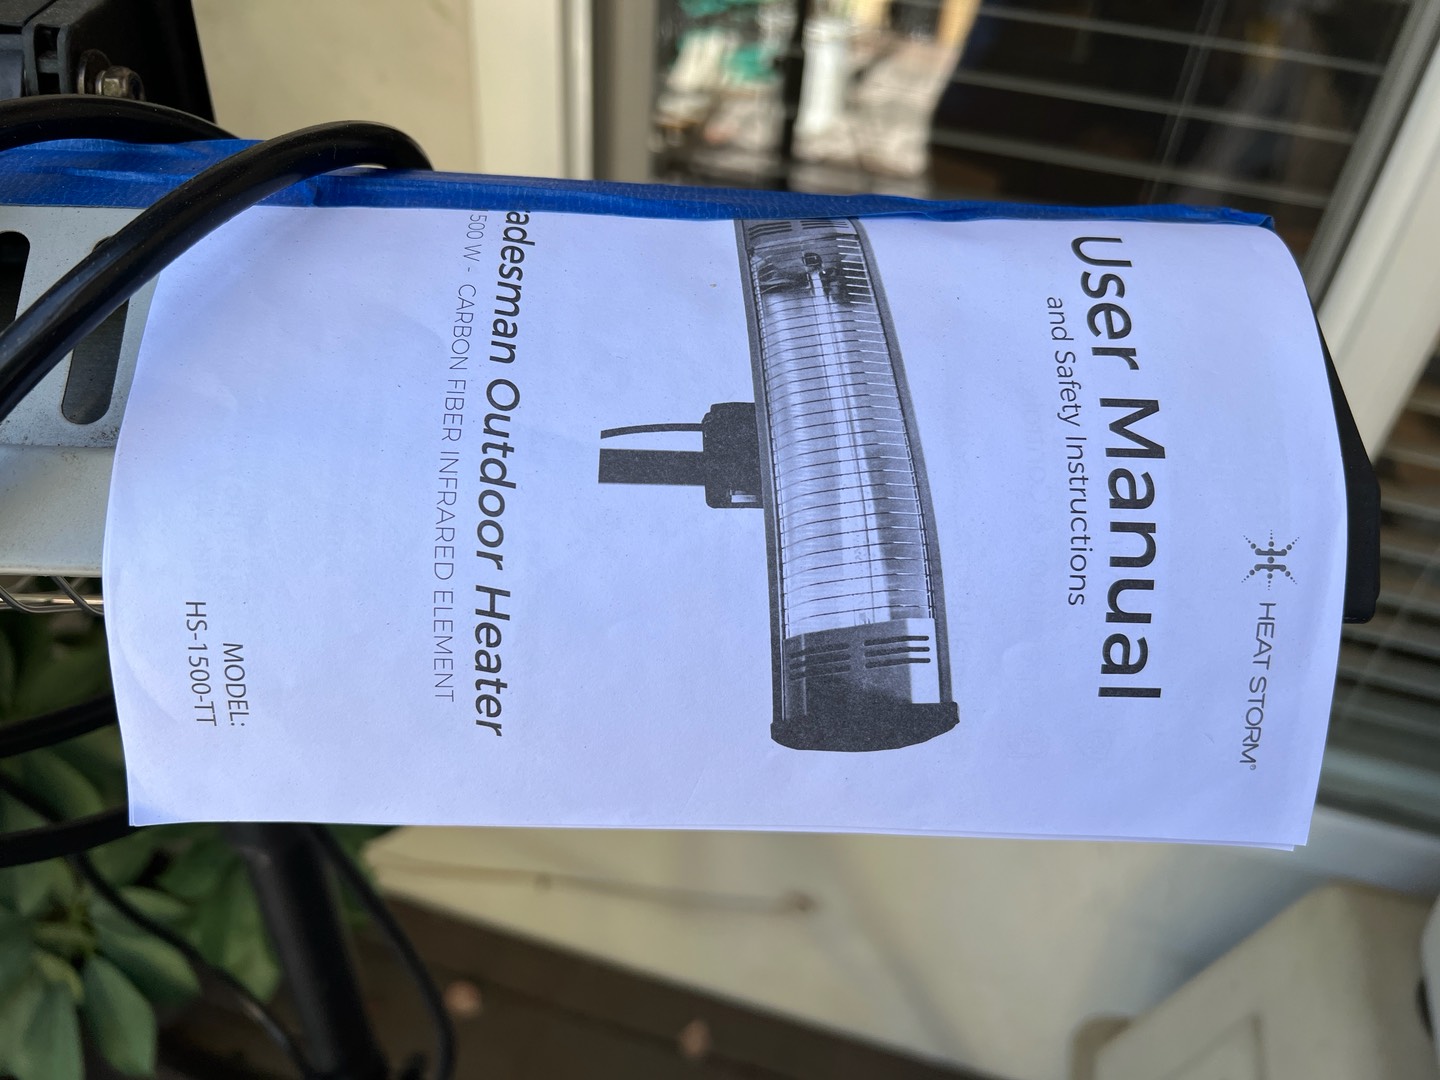 HEAT STORM®
User Manual
and Safety Instructions
adesman Outdoor Heater
500 W - CARBON FIBER INFRARED ELEMENT
MODEL:
HS-1500-TT